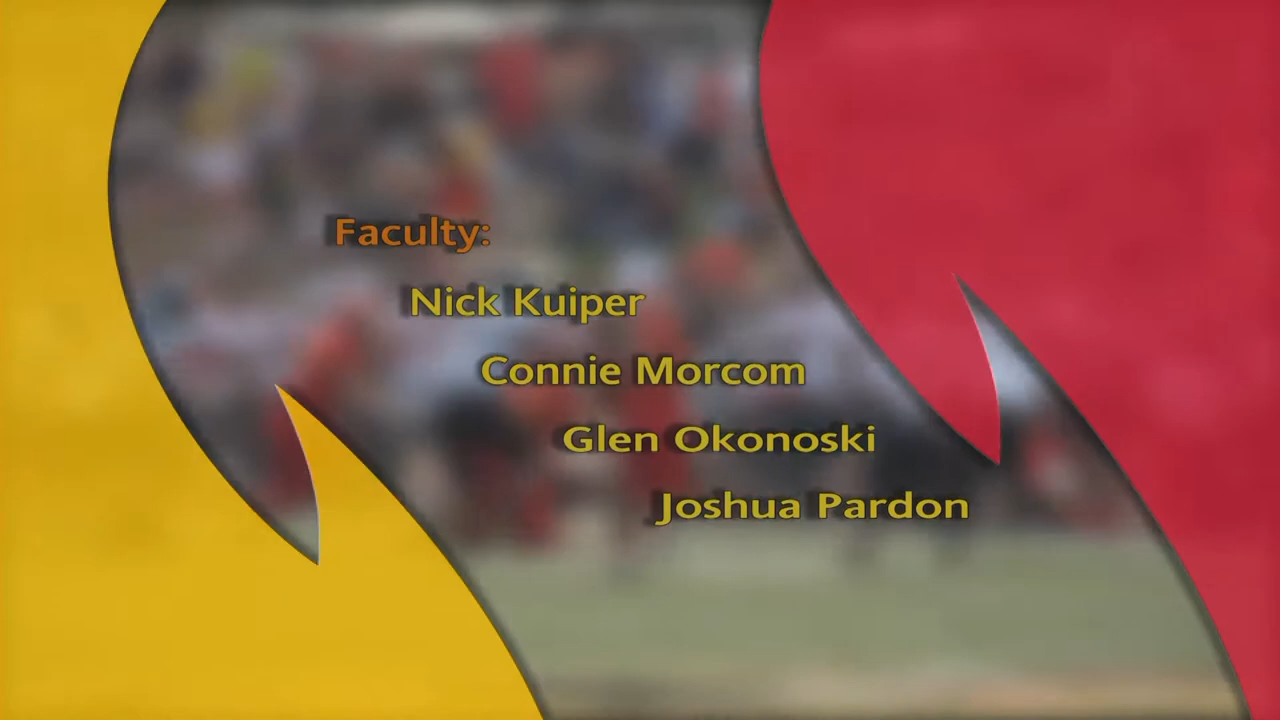 Faculty:
Nick Kuiper
Connie Morcom
Glen Okonoski
Joshua Pardon